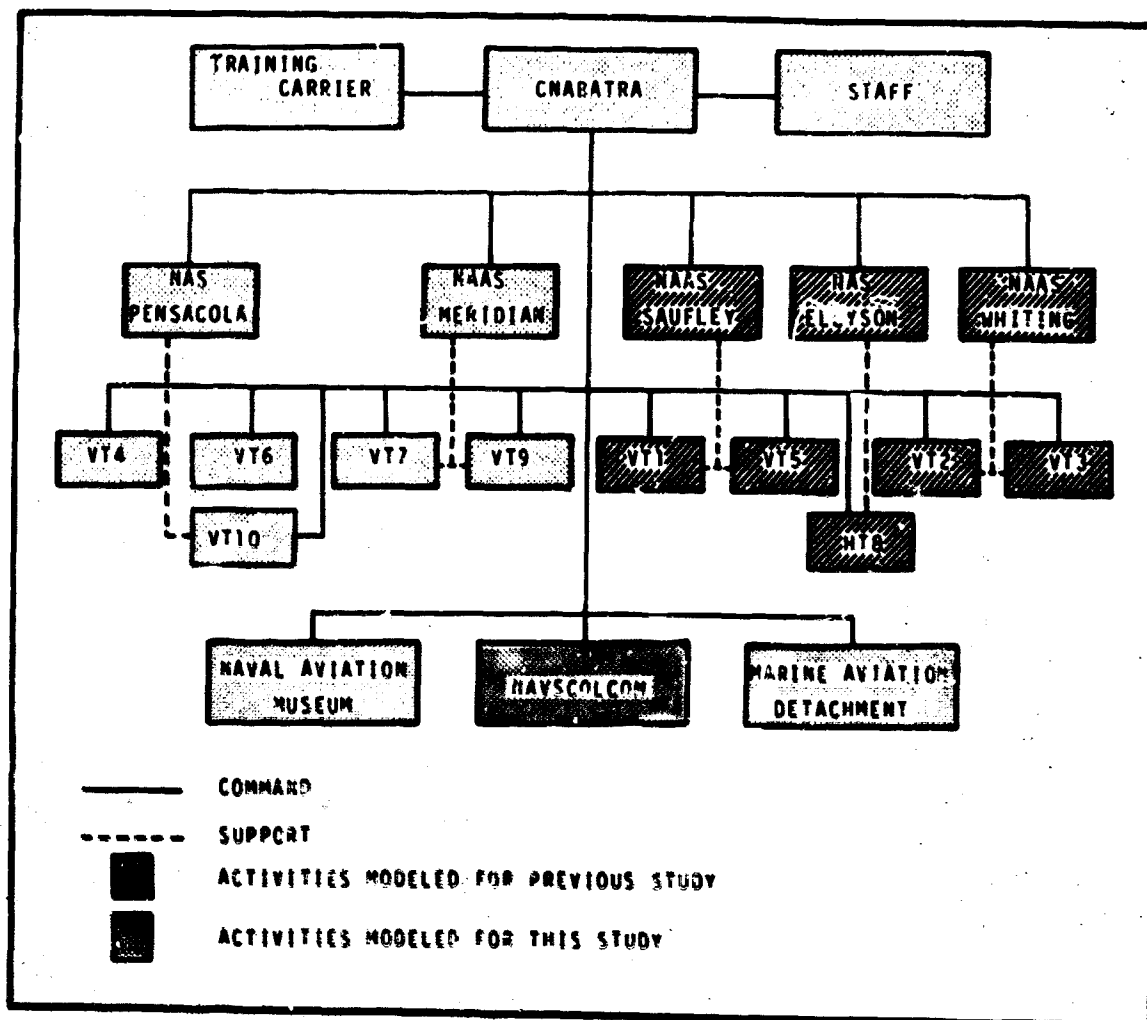 TRAINING
CARRIER
CNABATRA
STAFF
NAS
PENSACOLA
NAAS
MERIDIAN
NAAS
SAUFLEY
NAS
ELLYSON
NAAS
WHITING
VT4
VT6
VT7
VT9
VT1
VT5
VT2
VT3
VT10
HT8
NAVAL AVIATION
MUSEUM
NAVSCOLCOM
MARINE AVIATION
DETACHMENT
COMMAND
SUPPORT
ACTIVITIES MODELED FOR PREVIOUS STUDY
ACTIVITIES MODELED FOR THIS STUDY